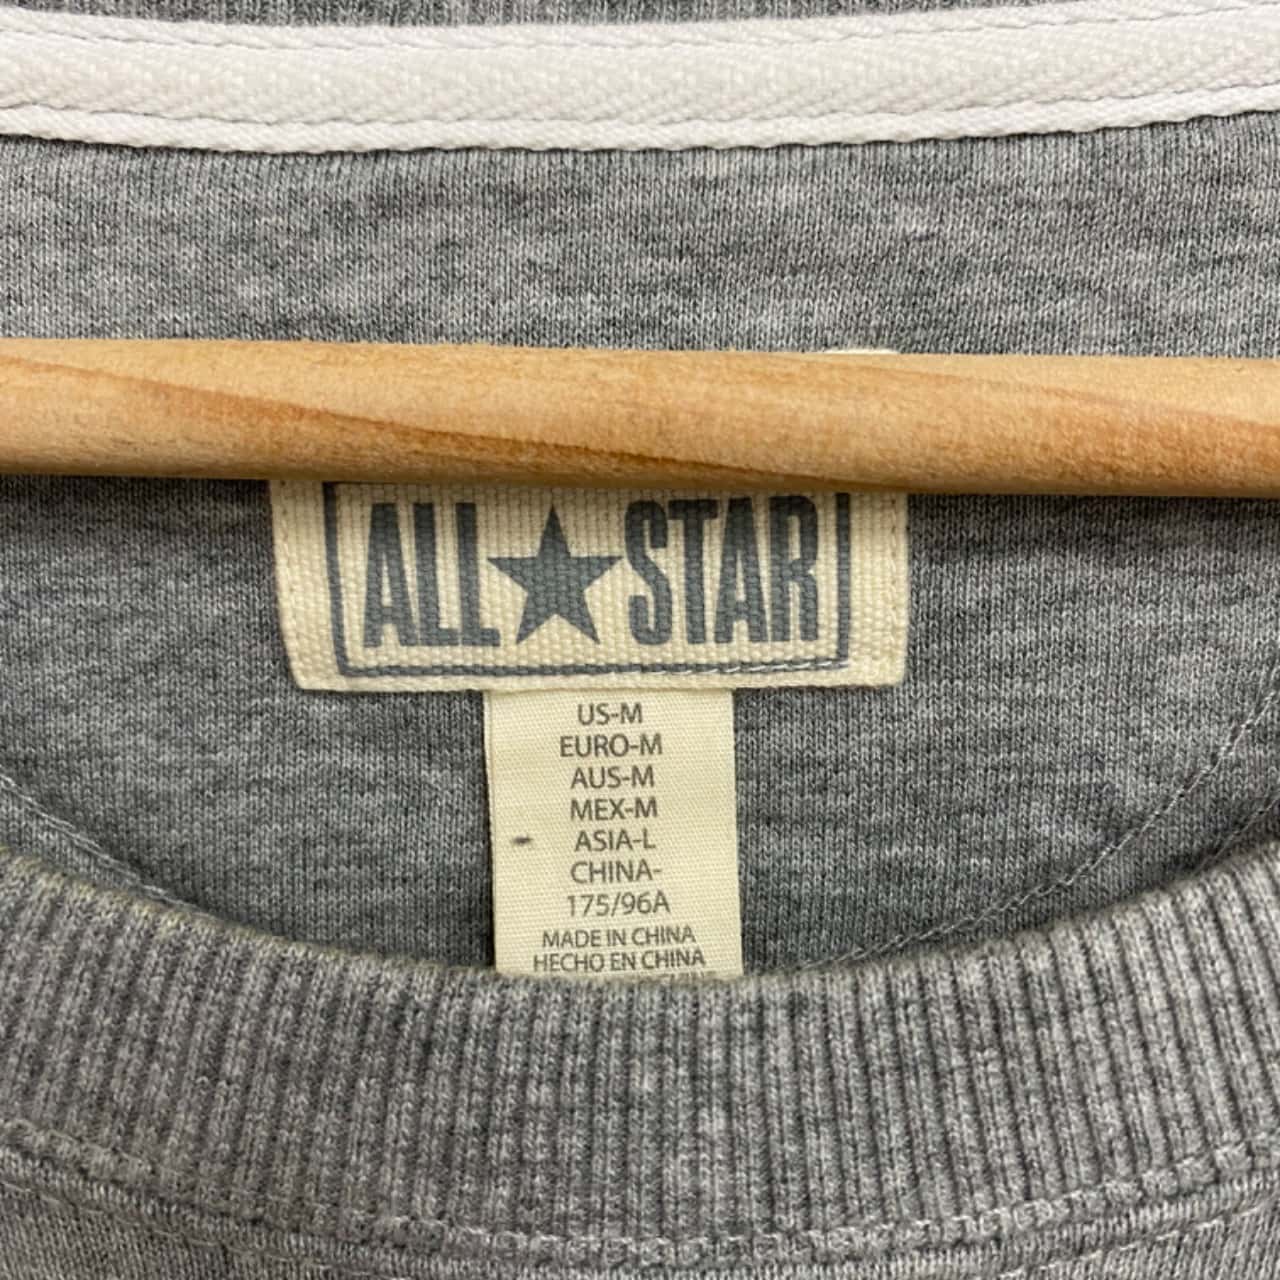 ALL★STAR
US-M
EURO-M
AUS-M
MEX-M
ASIA-L
CHINA-
175/96A
MADE IN CHINA
HECHO EN CHINA